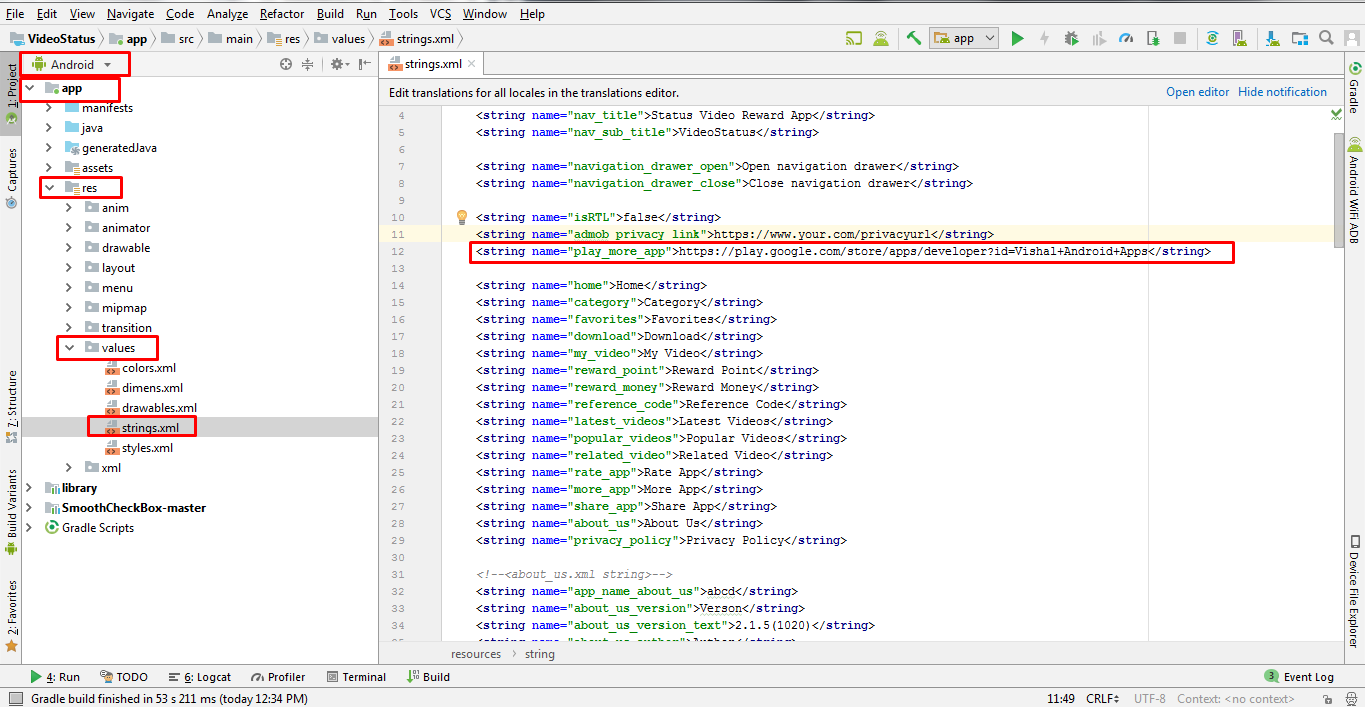 File Edit View Navigate Code Analyze Refactor Build Run Tools VCS Window Help
VideoStatus app src main res values strings.xml app
Android
strings.xml
1: Project
Captures
7: Structure
Build Variants
2: Favorites
app
manifests
java
generatedJava
assets
res
anim
animator
drawable
layout
menu
mipmap
transition
values
colors.xml
dimens.xml
drawables.xml
strings.xml
styles.xml
xml
library
SmoothCheckBox-master
Gradle Scripts
Edit translations for all locales in the translations editor. Open editor Hide notification
4 <string name="nav_title">Status Video Reward App</string>
5 <string name="nav_sub_title">VideoStatus</string>
6
7 <string name="navigation_drawer_open">Open navigation drawer</string>
8 <string name="navigation_drawer_close">Close navigation drawer</string>
9
10 <string name="isRTL">false</string>
11 <string name="admob_privacy_link">https://www.your.com/privacyurl</string>
12 <string name="play_more_app">https://play.google.com/store/apps/developer?id=Vishal+Android+Apps</string>
13
14 <string name="home">Home</string>
15 <string name="category">Category</string>
16 <string name="favorites">Favorites</string>
17 <string name="download">Download</string>
18 <string name="my_video">My Video</string>
19 <string name="reward_point">Reward Point</string>
20 <string name="reward_money">Reward Money</string>
21 <string name="reference_code">Reference Code</string>
22 <string name="latest_videos">Latest Videos</string>
23 <string name="popular_videos">Popular Videos</string>
24 <string name="related_video">Related Video</string>
25 <string name="rate_app">Rate App</string>
26 <string name="more_app">More App</string>
27 <string name="share_app">Share App</string>
28 <string name="about_us">About Us</string>
29 <string name="privacy_policy">Privacy Policy</string>
30
31 <!--<about_us.xml string>-->
32 <string name="app_name_about_us">abcd</string>
33 <string name="about_us_version">Verson</string>
34 <string name="about_us_version_text">2.1.5(1020)</string>
35 <string name="about_us_author">Author</string>
resources string
Gradle
Android WiFi ADB
Device File Explorer
4: Run TODO 6: Logcat Profiler Terminal Build 3 Event Log
Gradle build finished in 53 s 211 ms (today 12:34 PM) 11:49 CRLF UTF-8 Context: <no context>